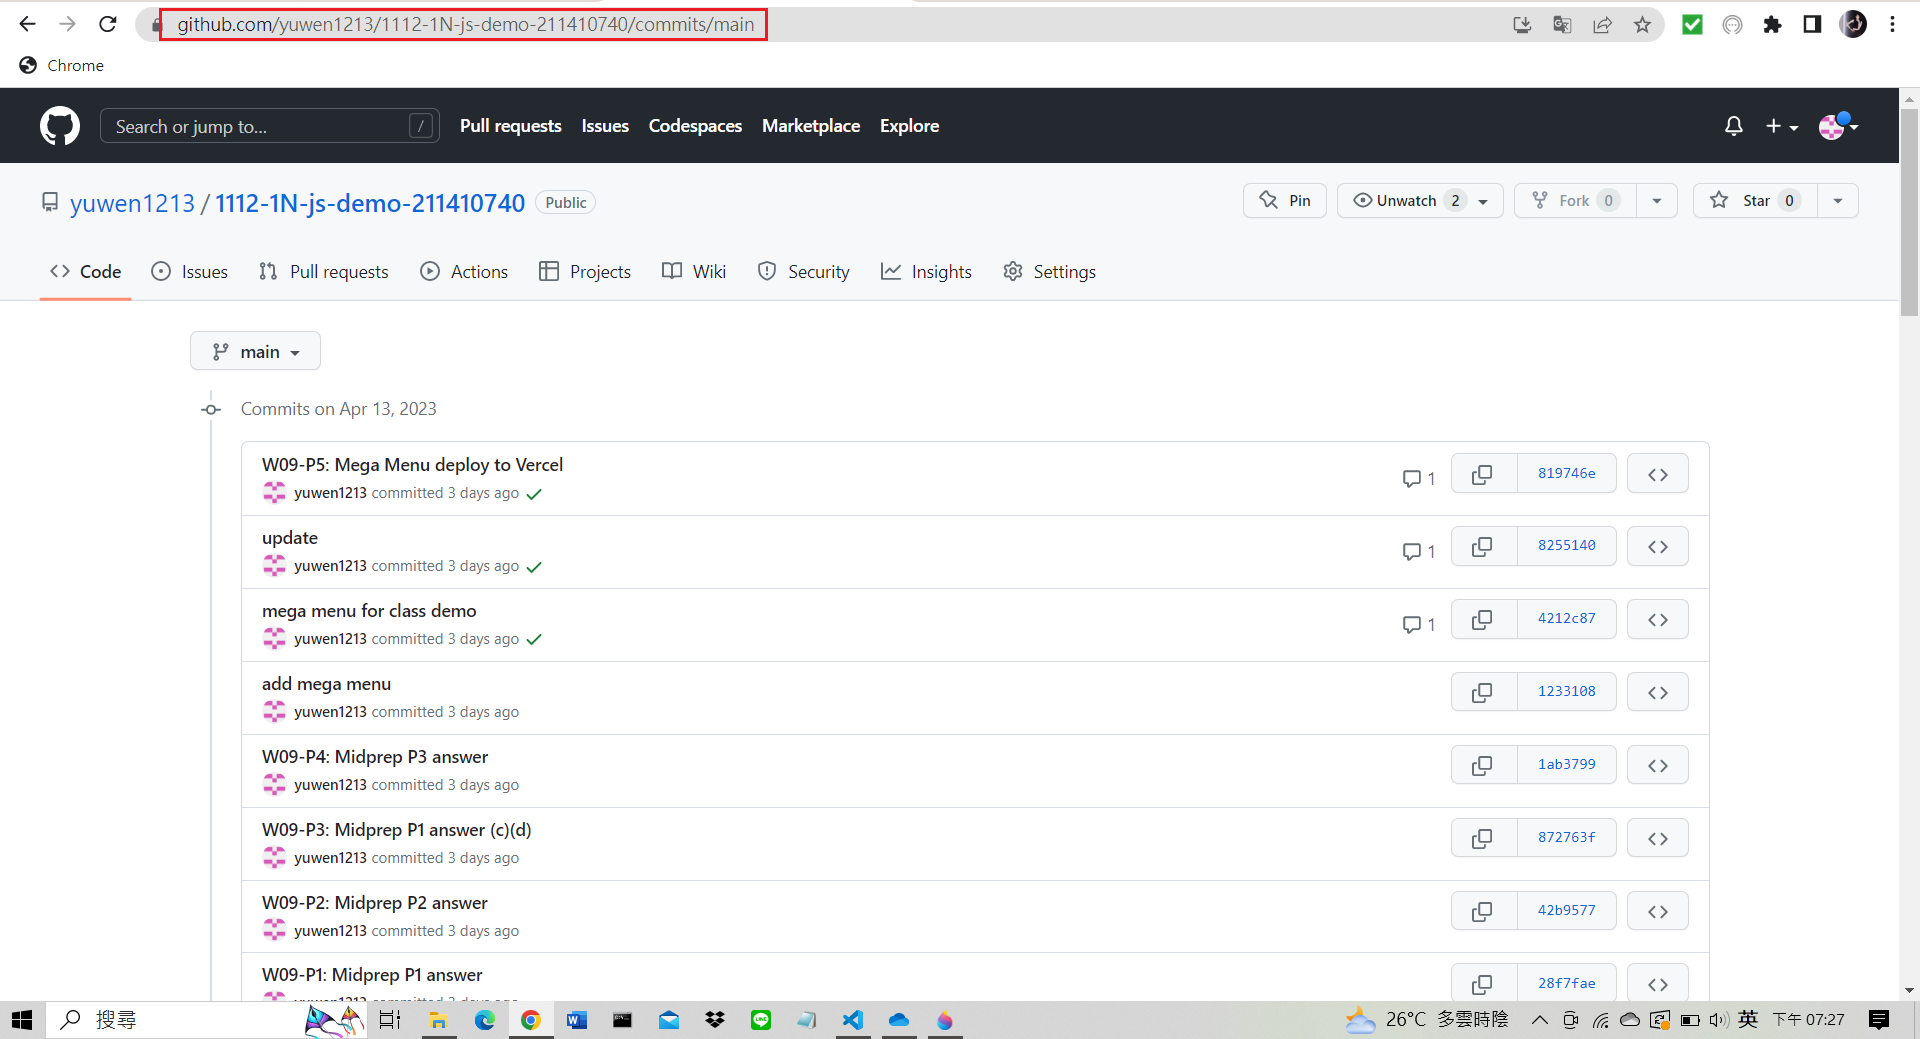 github.com/yuwen1213/1112-1N-js-demo-211410740/commits/main
Chrome
Search or jump to... /
Pull requests Issues Codespaces Marketplace Explore
yuwen1213 / 1112-1N-js-demo-211410740 Public
Pin Unwatch 2 Fork 0 Star 0
Code Issues Pull requests Actions Projects Wiki Security Insights Settings
main
Commits on Apr 13, 2023
W09-P5: Mega Menu deploy to Vercel
yuwen1213 committed 3 days ago
1 819746e
update
yuwen1213 committed 3 days ago
1 8255140
mega menu for class demo
yuwen1213 committed 3 days ago
1 4212c87
add mega menu
yuwen1213 committed 3 days ago
1233108
W09-P4: Midprep P3 answer
yuwen1213 committed 3 days ago
1ab3799
W09-P3: Midprep P1 answer (c)(d)
yuwen1213 committed 3 days ago
872763f
W09-P2: Midprep P2 answer
yuwen1213 committed 3 days ago
42b9577
W09-P1: Midprep P1 answer
yuwen1213 committed 3 days ago
28f7fae
搜尋
26°C 多雲時陰 英 下午 07:27